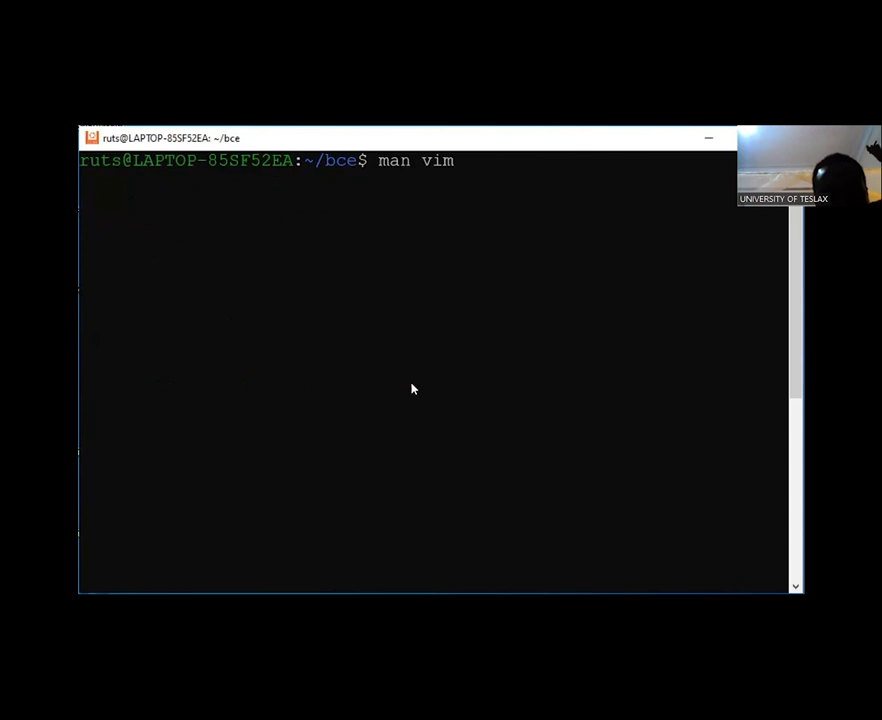 ruts@LAPTOP-85SF52EA: ~/bce
ruts@LAPTOP-85SF52EA:~/bce$ man vim
UNIVERSITY OF TESLAX